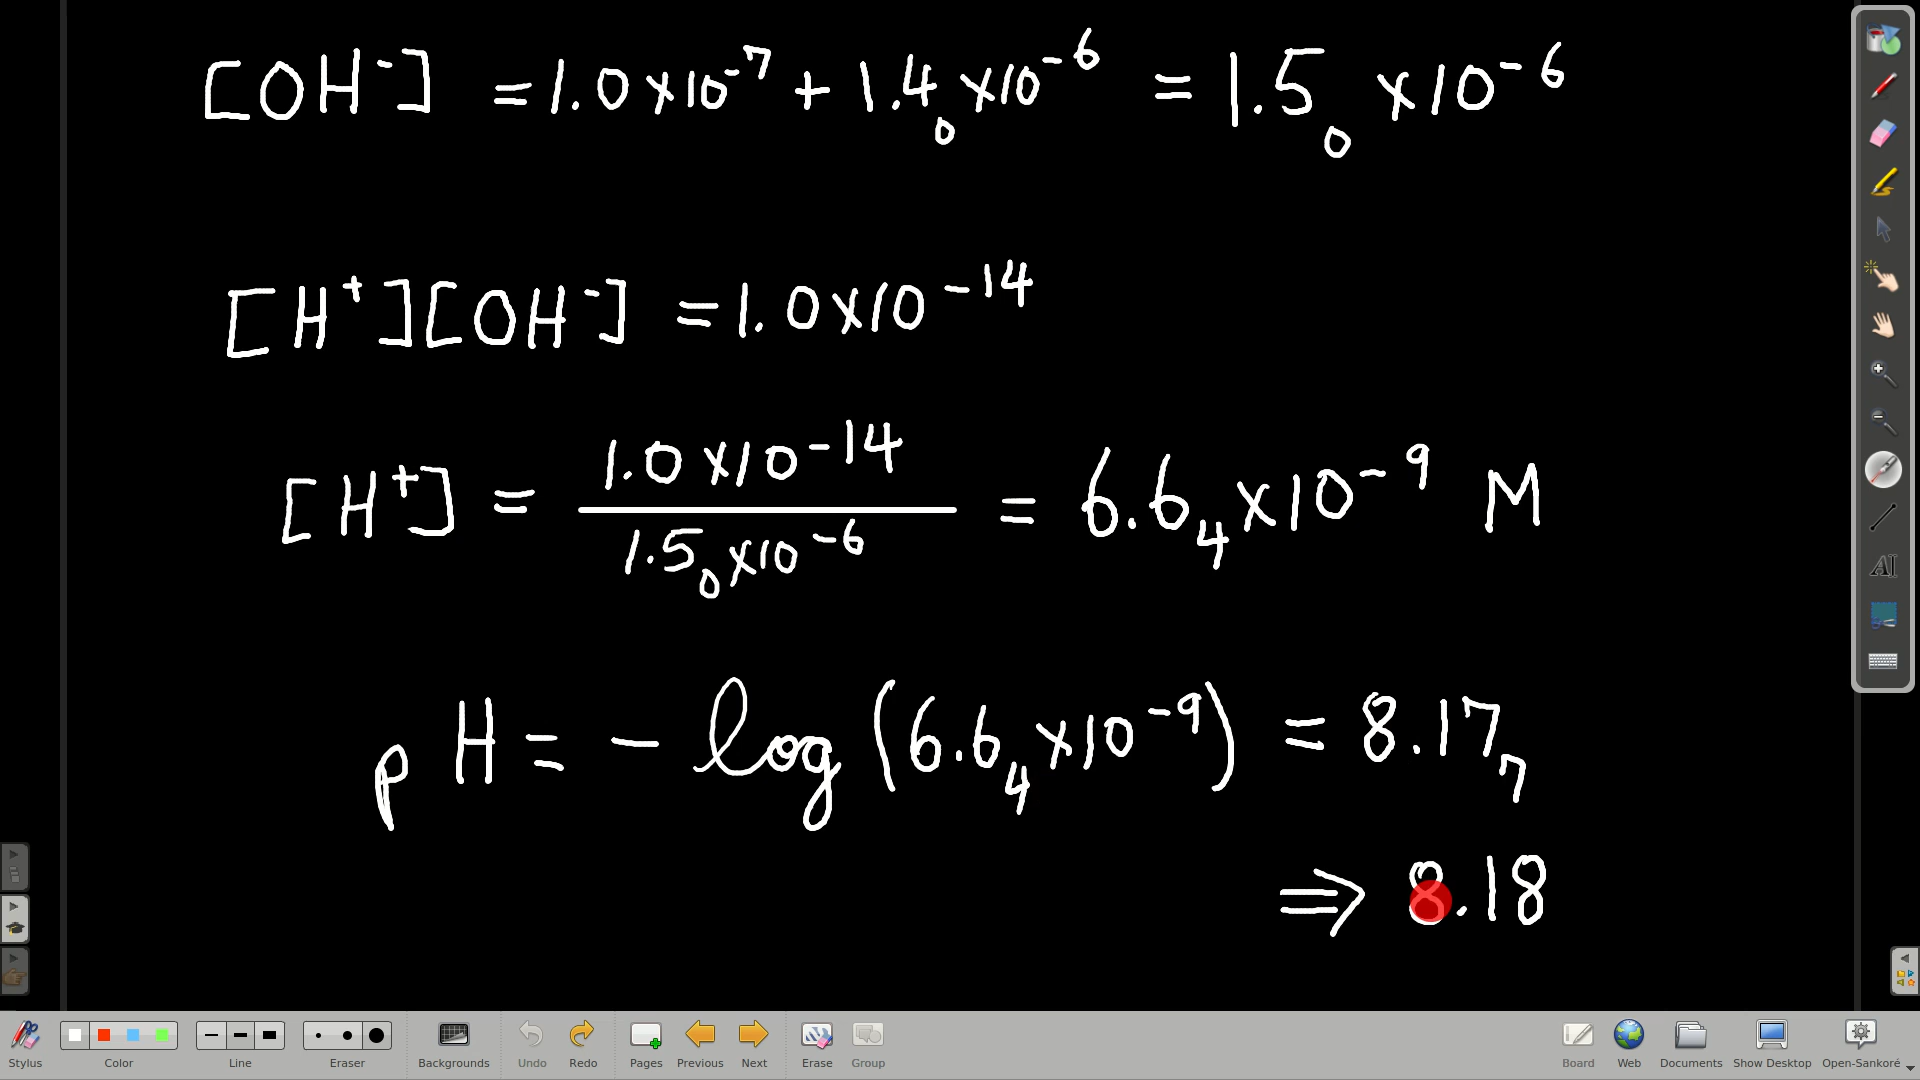 [OH⁻] = 1.0 x 10⁻⁷ + 1.4₀ x 10⁻⁶ = 1.5₀ x 10⁻⁶
[H⁺][OH⁻] = 1.0 x 10⁻¹⁴
[H⁺] = 1.0 x 10⁻¹⁴ / 1.5₀ x 10⁻⁶ = 6.6₄ x 10⁻⁹ M
pH = - log (6.6₄ x 10⁻⁹) = 8.17₇
⇒ 8.18
AI
Stylus Color Line Eraser Backgrounds Undo Redo Pages Previous Next Erase Group Board Web Documents Show Desktop Open-Sankoré